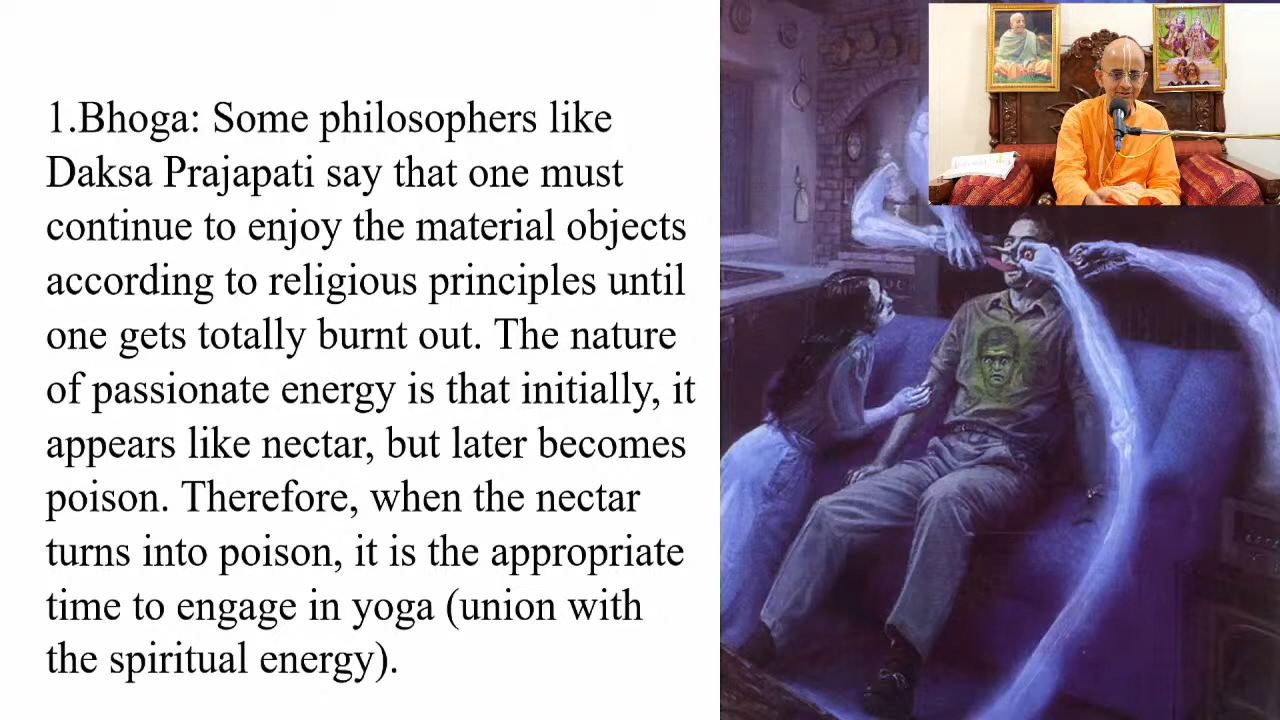 1.Bhoga: Some philosophers like
Daksa Prajapati say that one must
continue to enjoy the material objects
according to religious principles until
one gets totally burnt out. The nature
of passionate energy is that initially, it
appears like nectar, but later becomes
poison. Therefore, when the nectar
turns into poison, it is the appropriate
time to engage in yoga (union with
the spiritual energy).